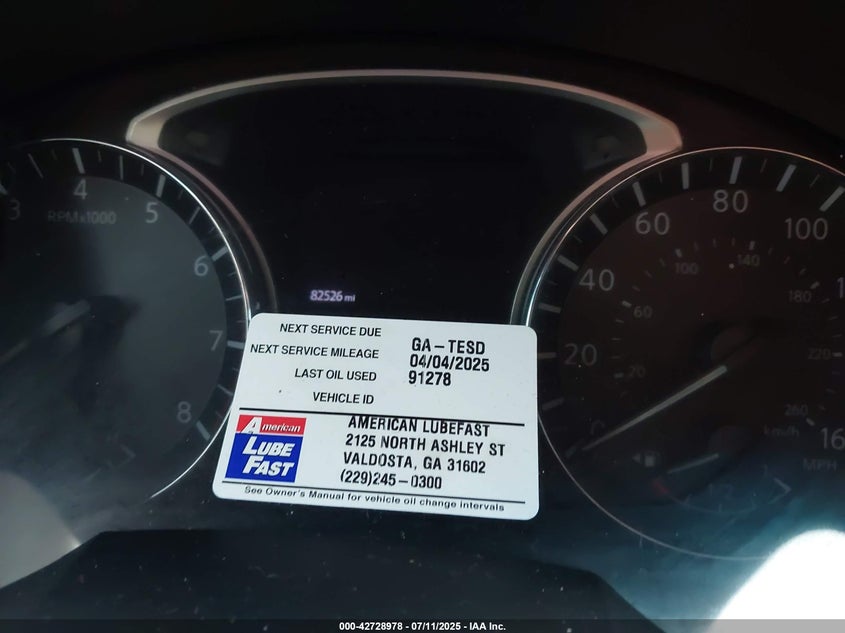 3
4
5
6
7
8
RPMx1000
82526 mi
20
40
60
80
100
16
20
60
100
140
180
220
260
km/h
MPH
NEXT SERVICE DUE
NEXT SERVICE MILEAGE
LAST OIL USED
VEHICLE ID
GA-TESD
04/04/2025
91278
American
LUBE
FAST
AMERICAN LUBEFAST
2125 NORTH ASHLEY ST
VALDOSTA, GA 31602
(229)245-0300
See Owner's Manual for vehicle oil change intervals
000-42728978 - 07/11/2025 - IAA Inc.